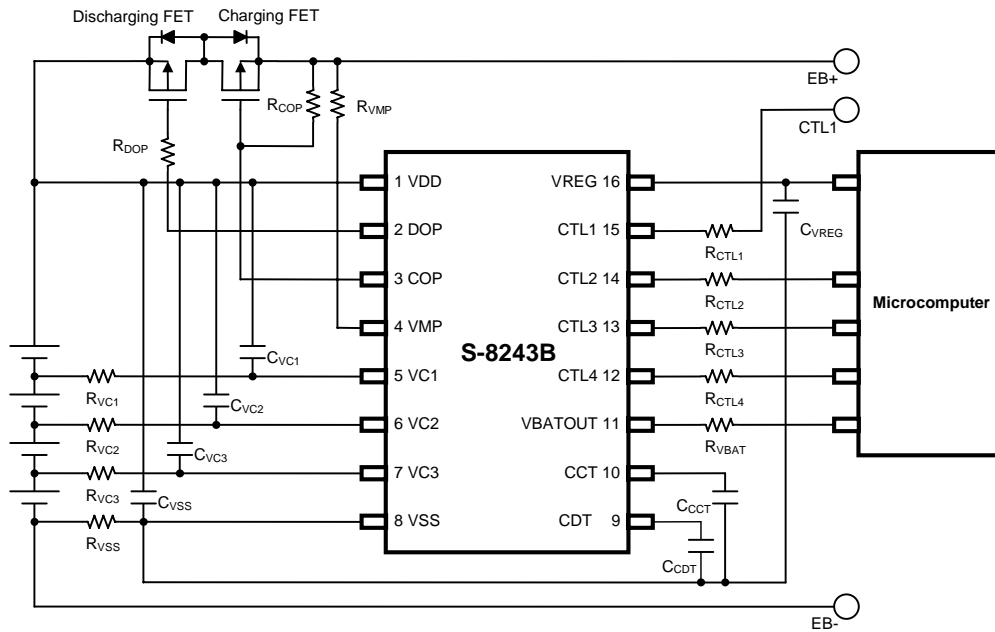 Discharging FET
Charging FET
EB+
RCOP
RVMP
CTL1
RDOP
1 VDD
2 DOP
3 COP
4 VMP
5 VC1
6 VC2
7 VC3
8 VSS
S-8243B
VREG 16
CTL1 15
CTL2 14
CTL3 13
CTL4 12
VBATOUT 11
CCT 10
CDT 9
CVREG
RCTL1
RCTL2
RCTL3
RCTL4
RVBAT
Microcomputer
CVC1
CVC2
CVC3
CVSS
RVC1
RVC2
RVC3
RVSS
CCCT
CCDT
EB-